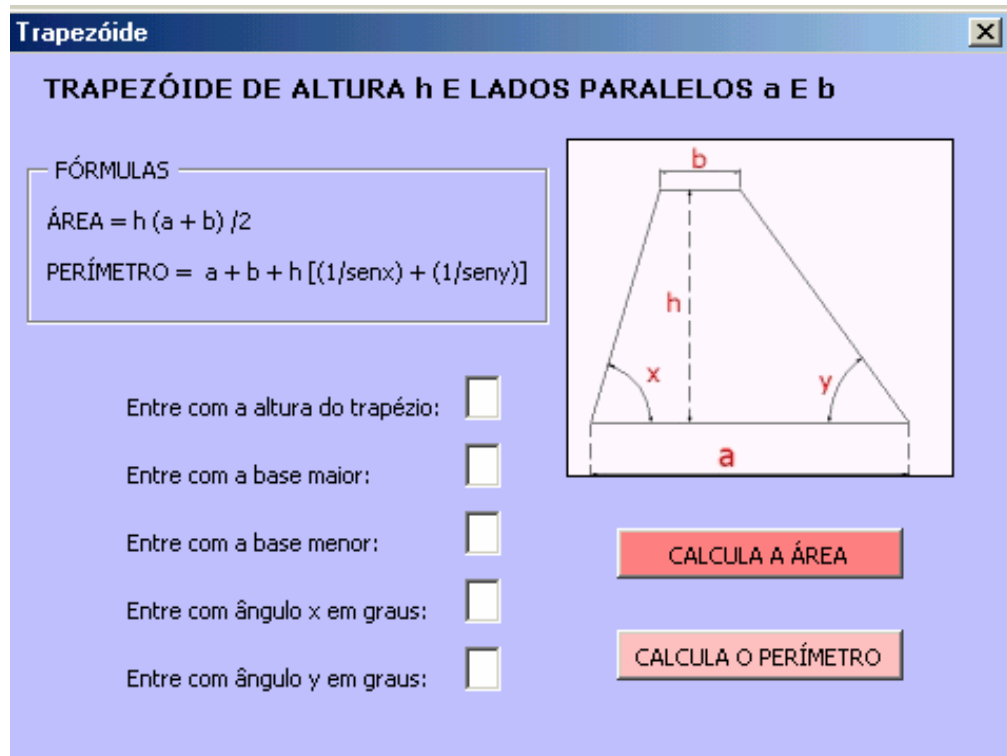 Trapezóide
TRAPEZÓIDE DE ALTURA h E LADOS PARALELOS a E b
FÓRMULAS
ÁREA = h (a + b) /2
PERÍMETRO = a + b + h [(1/senx) + (1/seny)]
b
h
x
y
a
Entre com a altura do trapézio:
Entre com a base maior:
Entre com a base menor:
Entre com ângulo x em graus:
Entre com ângulo y em graus:
CALCULA A ÁREA
CALCULA O PERÍMETRO